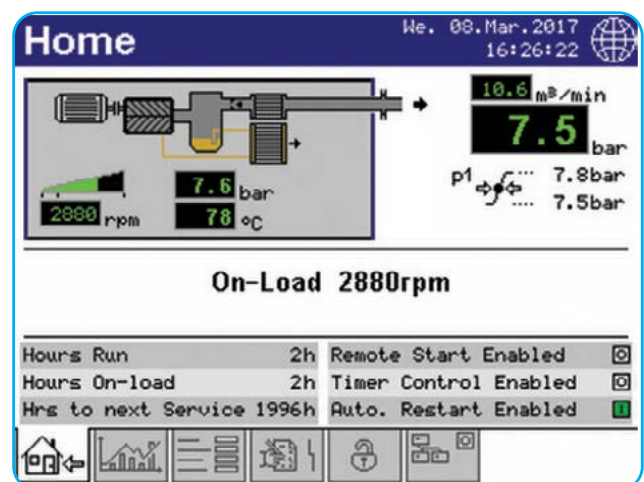 Home
We. 08.Mar.2017
16:26:22
10.6 m³/min
7.5 bar
p1 7.8bar
7.5bar
7.6 bar
2880 rpm
78 °C
On-Load 2880rpm
Hours Run 2h Remote Start Enabled
Hours On-load 2h Timer Control Enabled
Hrs to next Service 1996h Auto. Restart Enabled